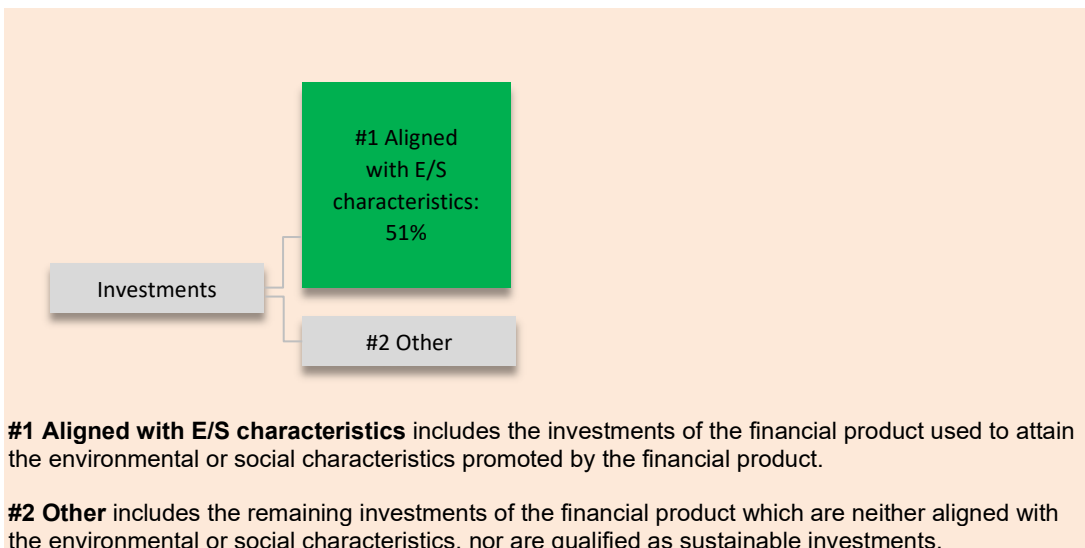 #1 Aligned
with E/S
characteristics:
51%
Investments
#2 Other
#1 Aligned with E/S characteristics includes the investments of the financial product used to attain
the environmental or social characteristics promoted by the financial product.
#2 Other includes the remaining investments of the financial product which are neither aligned with
the environmental or social characteristics, nor are qualified as sustainable investments.